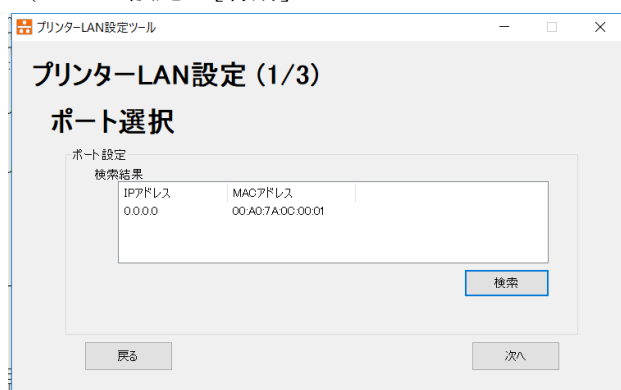 プリンターLAN設定ツール
プリンターLAN設定 (1/3)
ポート選択
ポート設定
検索結果
IPアドレス MACアドレス
0.0.0.0 00:A0:7A:0C:00:01
検索
戻る 次へ